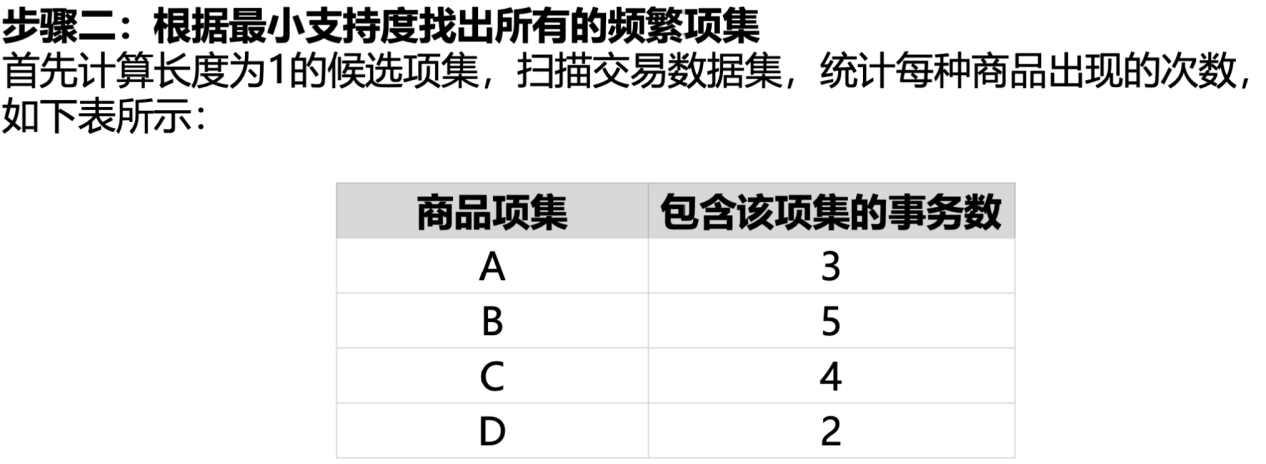 步骤二：根据最小支持度找出所有的频繁项集
首先计算长度为1的候选项集，扫描交易数据集，统计每种商品出现的次数，
如下表所示：
商品项集 包含该项集的事务数
A 3
B 5
C 4
D 2